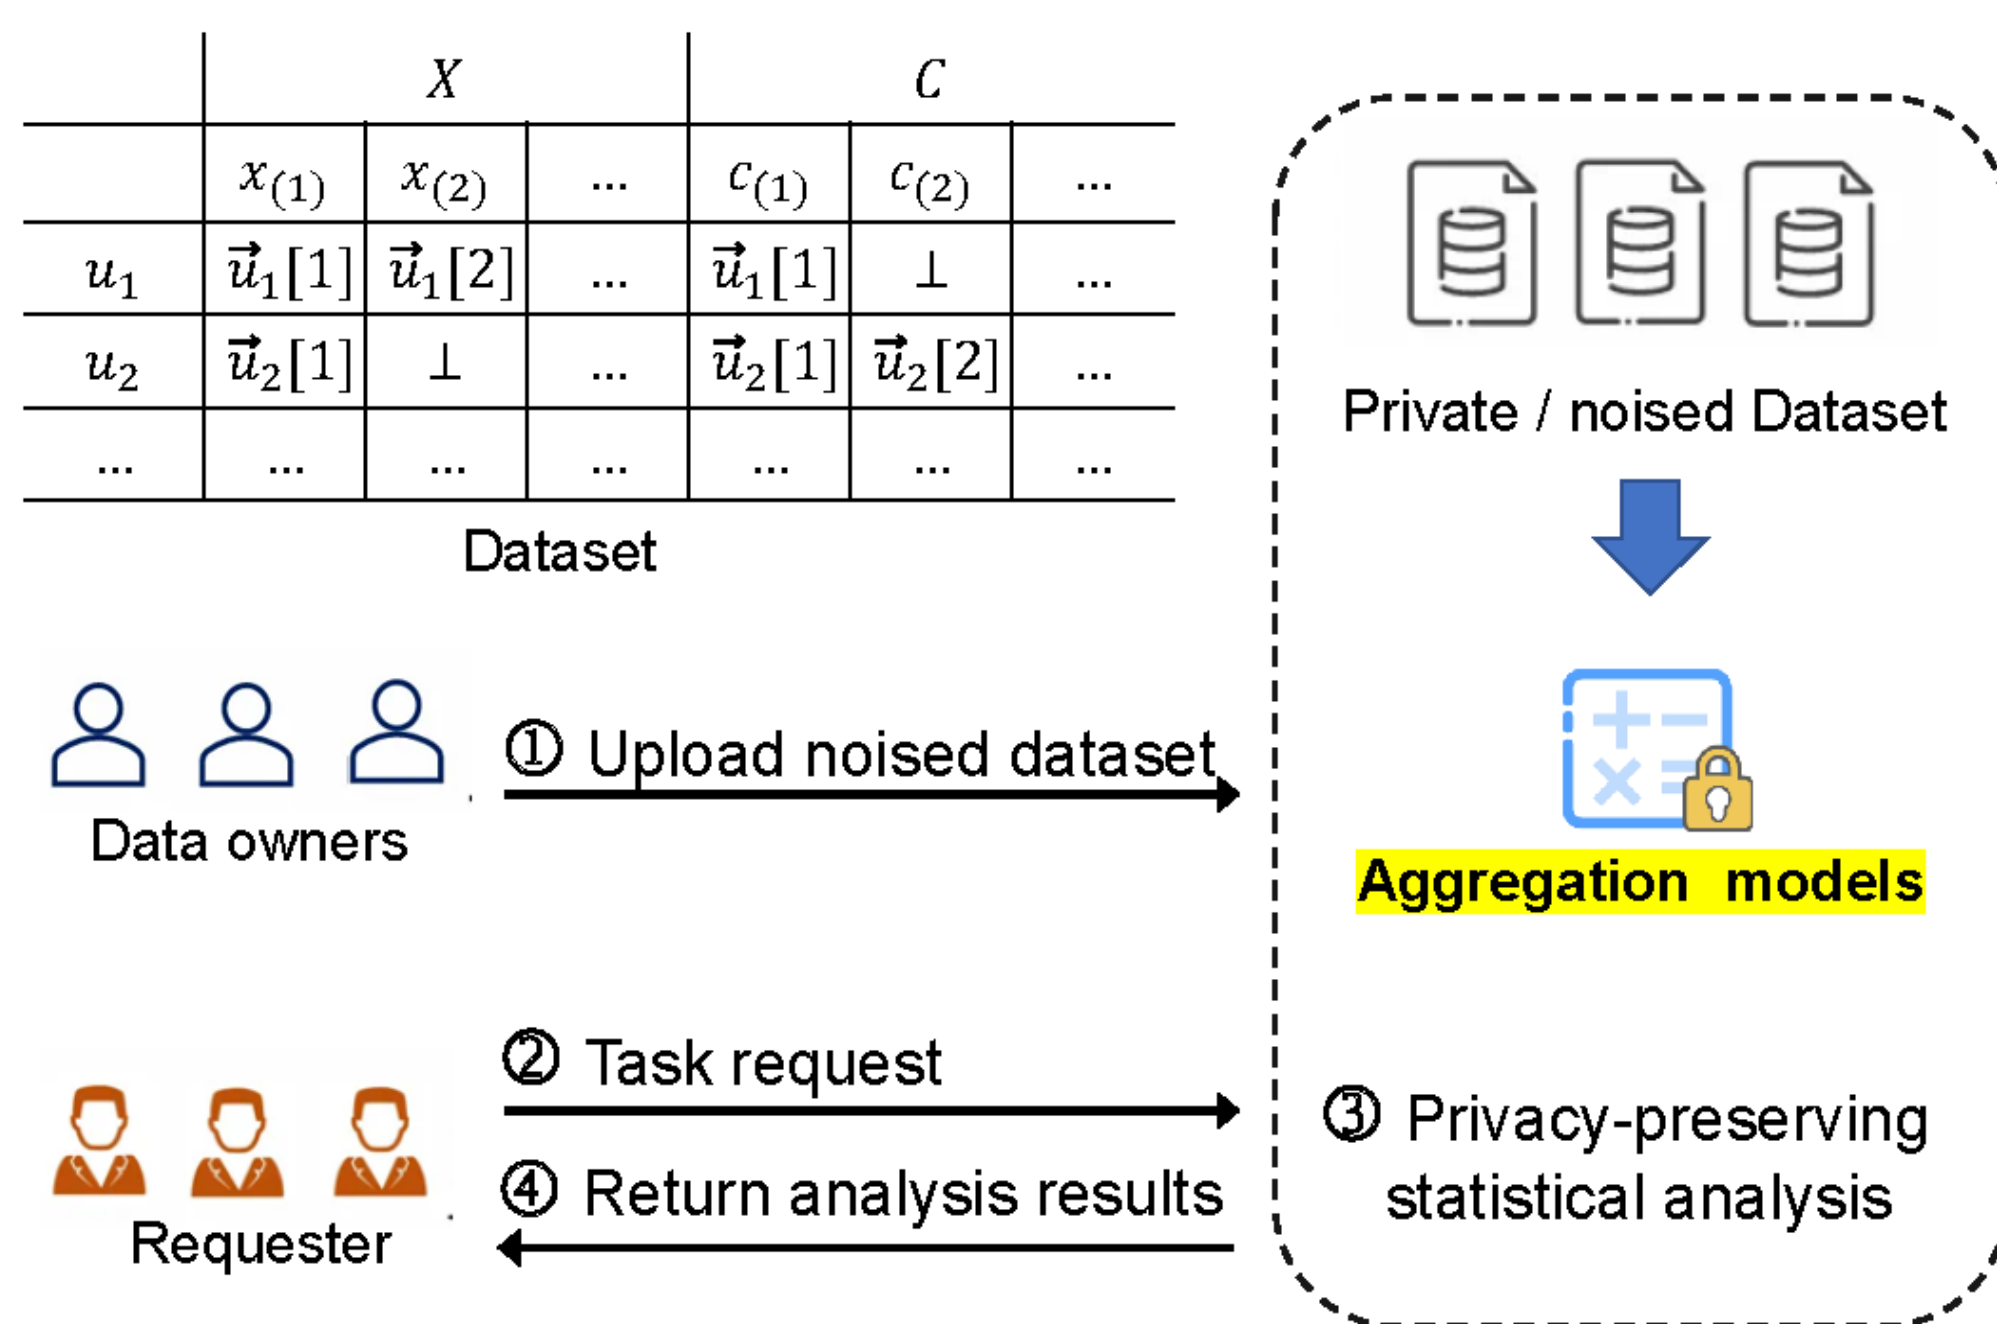 X C
x(1) x(2) ... c(1) c(2) ...
u1 u⃗1[1] u⃗1[2] ... u⃗1[1] ⊥ ...
u2 u⃗2[1] ⊥ ... u⃗2[1] u⃗2[2] ...
... ... ... ... ... ... ...
Dataset
Private / noised Dataset
① Upload noised dataset
Data owners
Aggregation models
② Task request
③ Privacy-preserving
statistical analysis
④ Return analysis results
Requester